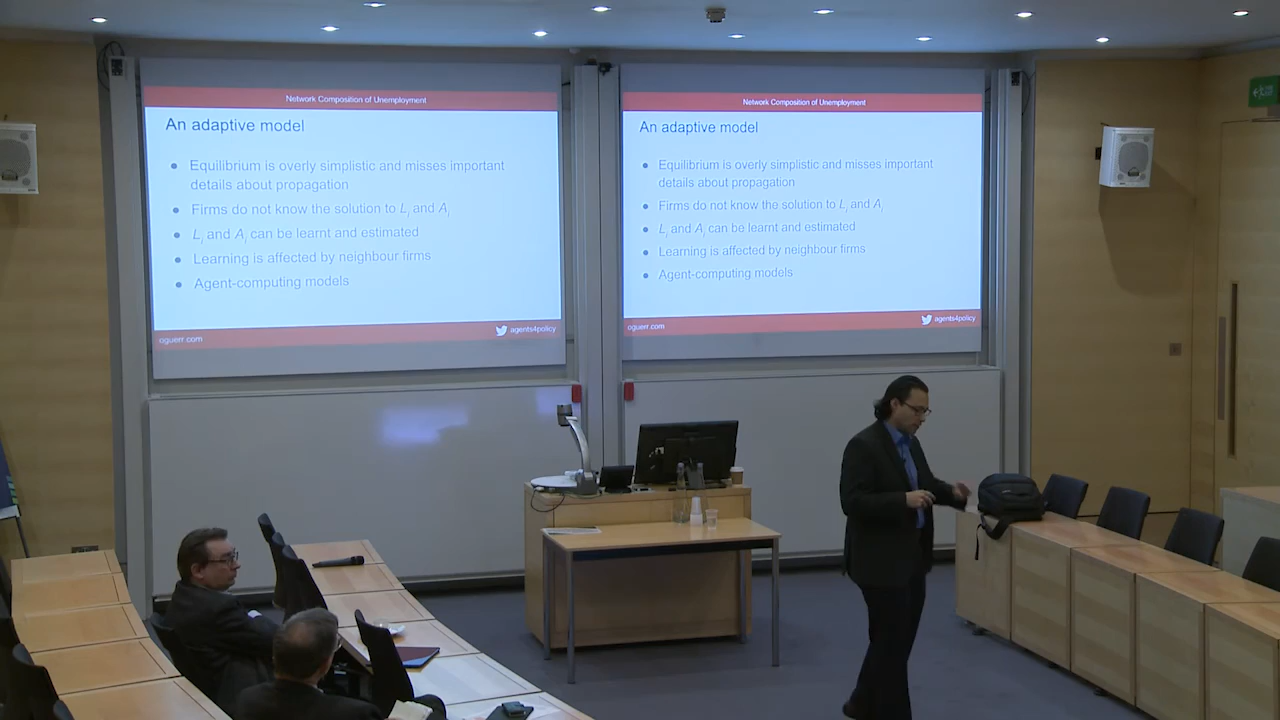 Network Composition of Unemployment
An adaptive model
• Equilibrium is overly simplistic and misses important
details about propagation
• Firms do not know the solution to Li and Ai
• Li and Ai can be learnt and estimated
• Learning is affected by neighbour firms
• Agent-computing models
oguerr.com
agents4policy
Network Composition of Unemployment
An adaptive model
• Equilibrium is overly simplistic and misses important
details about propagation
• Firms do not know the solution to Li and Ai
• Li and Ai can be learnt and estimated
• Learning is affected by neighbour firms
• Agent-computing models
oguerr.com
agents4policy